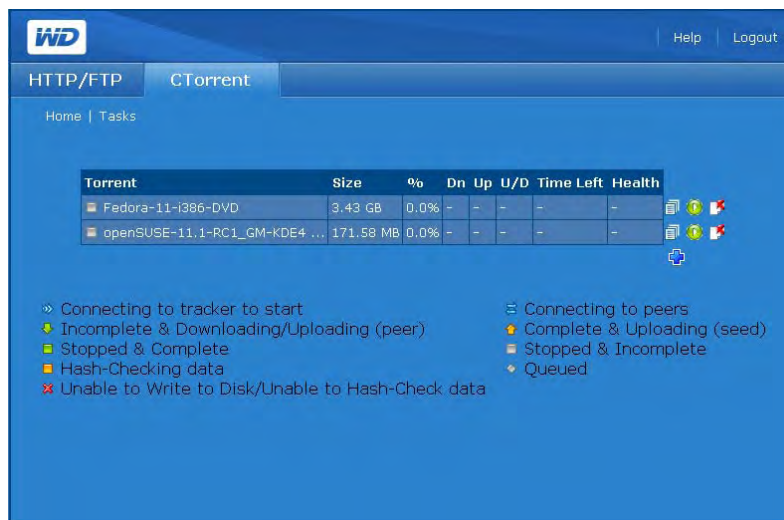 WD
Help | Logout
HTTP/FTP CTorrent
Home | Tasks
Torrent Size % Dn Up U/D Time Left Health
Fedora-11-i386-DVD 3.43 GB 0.0% - - - - -
openSUSE-11.1-RC1_GM-KDE4 ... 171.58 MB 0.0% - - - - -
Connecting to tracker to start
Incomplete & Downloading/Uploading (peer)
Stopped & Complete
Hash-Checking data
Unable to Write to Disk/Unable to Hash-Check data
Connecting to peers
Complete & Uploading (seed)
Stopped & Incomplete
Queued